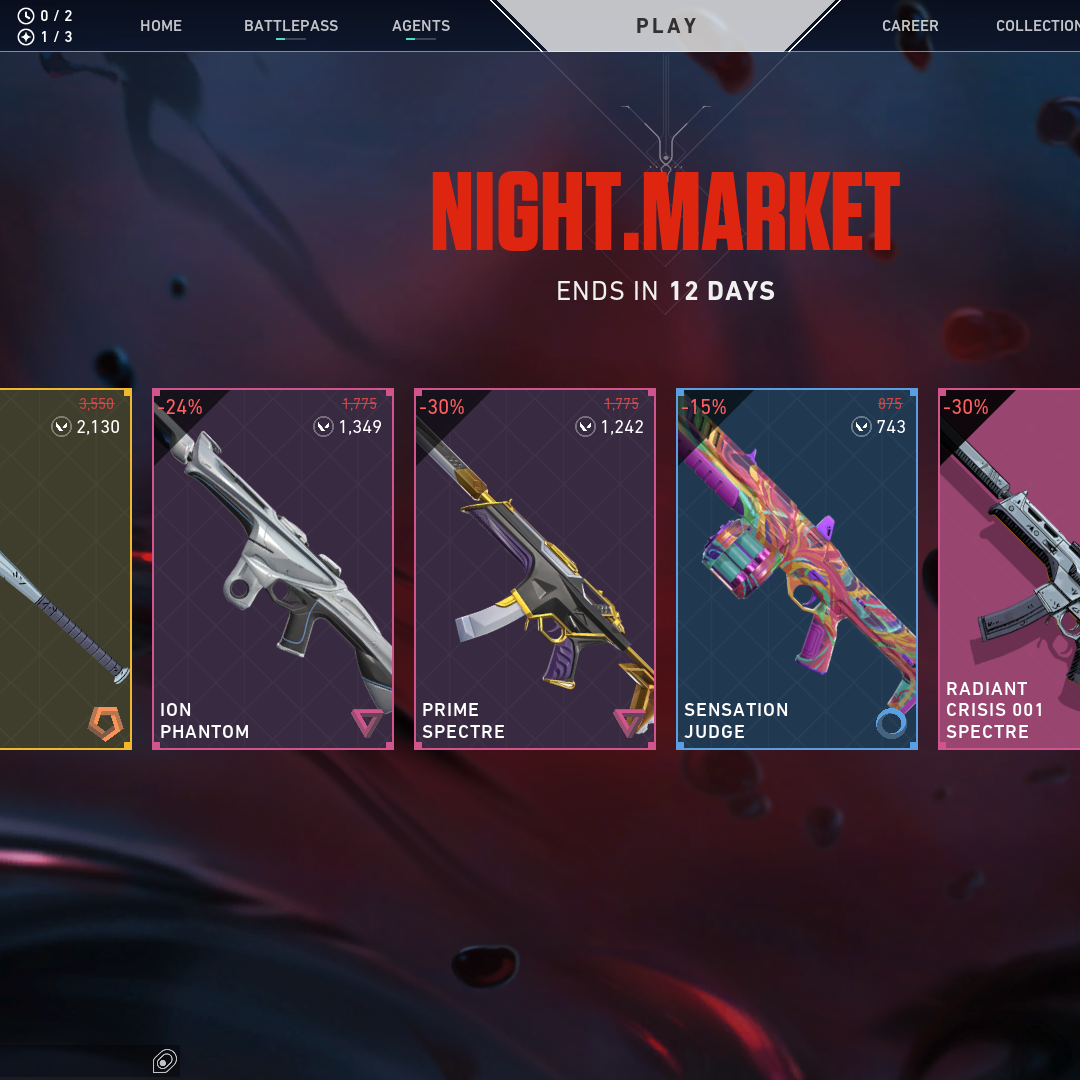 0 / 2
1 / 3
HOME
BATTLEPASS
AGENTS
PLAY
CAREER
COLLECTION
NIGHT.MARKET
ENDS IN 12 DAYS
3,550
2,130
-24%
1,775
1,349
ION
PHANTOM
-30%
1,775
1,242
PRIME
SPECTRE
-15%
875
743
SENSATION
JUDGE
-30%
RADIANT
CRISIS 001
SPECTRE